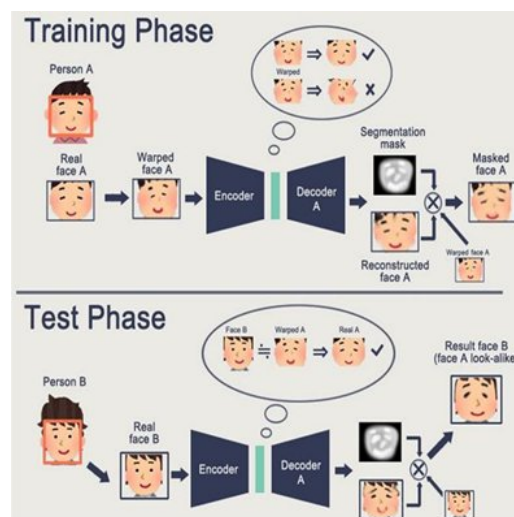 Training Phase
Person A
Warped
Real
face A
Warped
face A
Encoder
Decoder
A
Segmentation
mask
Reconstructed
face A
Masked
face A
Warped face A
Test Phase
Person B
Real
face B
Face B
Warped A
Real A
Encoder
Decoder
A
Result face B
(face A look-alike